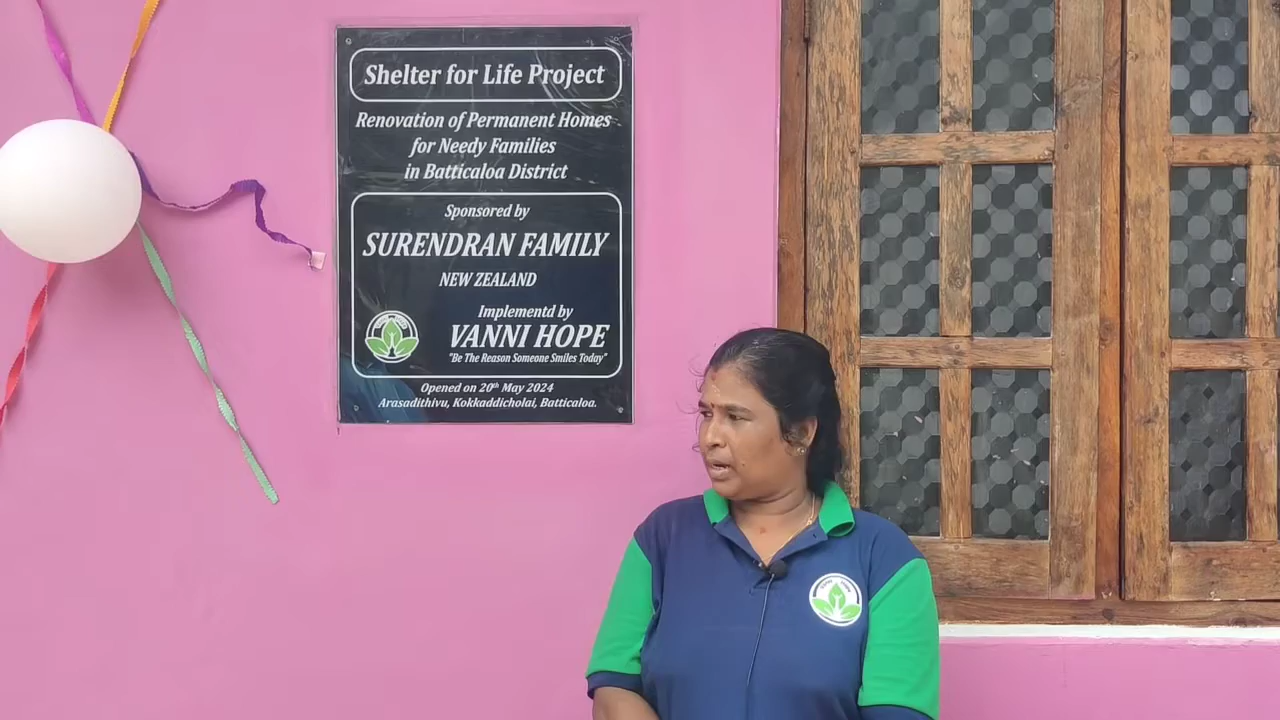 Shelter for Life Project
Renovation of Permanent Homes
for Needy Families
in Batticaloa District
Sponsored by
SURENDRAN FAMILY
NEW ZEALAND
Implementd by
VANNI HOPE
"Be The Reason Someone Smiles Today"
Opened on 20th May 2024
Arasadithivu, Kokkaddicholai, Batticaloa.